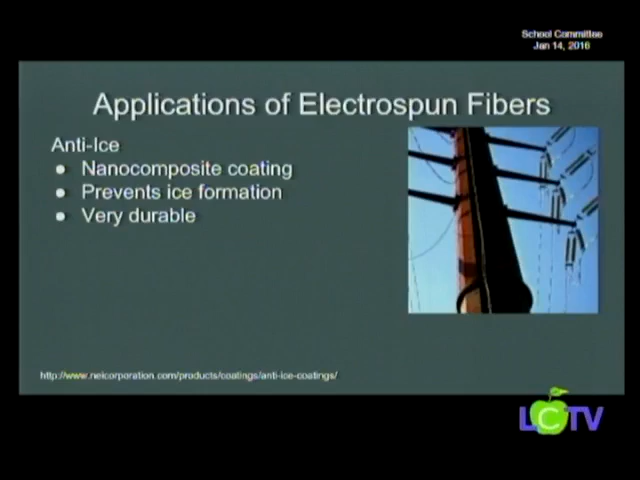 School Committee
Jan 14, 2016
Applications of Electrospun Fibers
Anti-Ice
● Nanocomposite coating
● Prevents ice formation
● Very durable
http://www.neicorporation.com/products/coatings/anti-ice-coatings/
LCTV